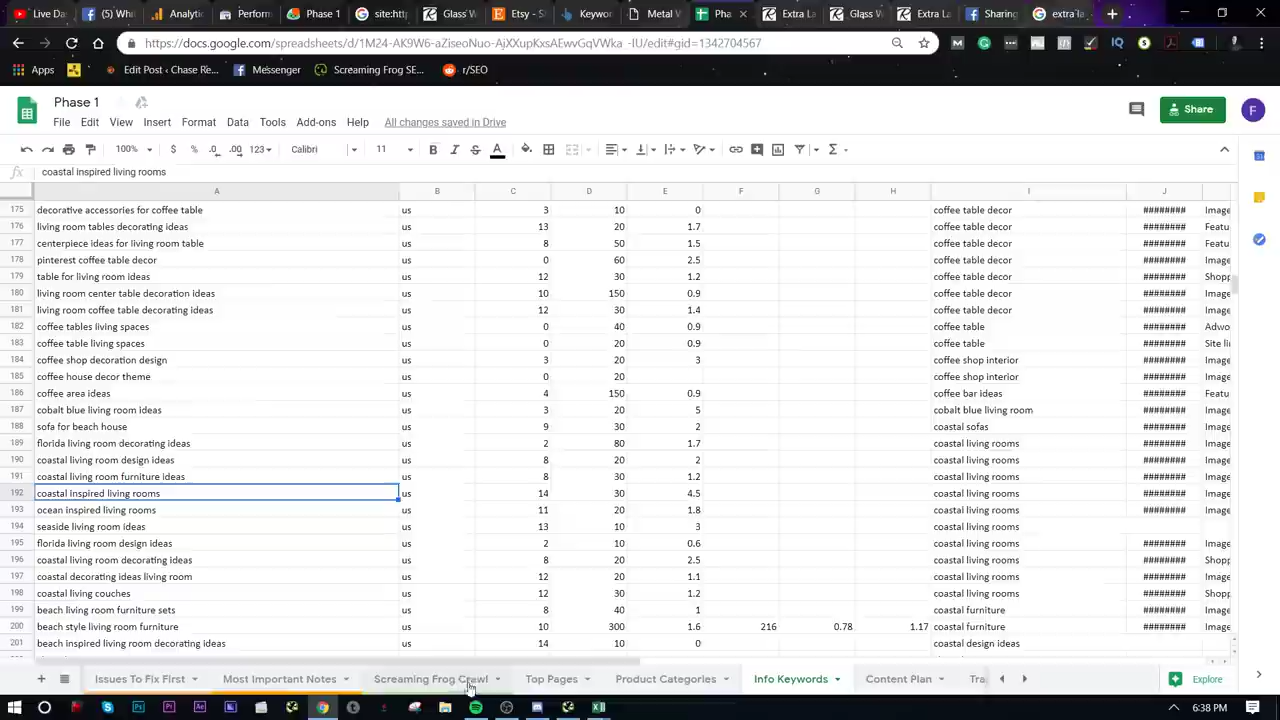 Live Da
(5) Wh
Analytic
Perform
Phase 1
site:http
Glass W
Etsy - S
Keywor
Metal W
Pha
Extra La
Glass W
Extra La
Sharing
extra la
https://docs.google.com/spreadsheets/d/1M24-AK9W6-aZiseoNuo-AjXXupKxsAEwvGqVWka -IU/edit#gid=1342704567
Apps Edit Post ‹ Chase Re... Messenger Screaming Frog SE... r/SEO
Phase 1
File Edit View Insert Format Data Tools Add-ons Help All changes saved in Drive
Share F
100% $ % .0 .00 123 Calibri 11 B I S A
fx coastal inspired living rooms
A B C D E F G H I J
175 decorative accessories for coffee table us 3 10 0 coffee table decor ######## Image
176 living room tables decorating ideas us 13 20 1.7 coffee table decor ######## Featu
177 centerpiece ideas for living room table us 8 50 1.5 coffee table decor ######## Featu
178 pinterest coffee table decor us 0 60 2.5 coffee table decor ######## Image
179 table for living room ideas us 12 30 1.2 coffee table decor ######## Shopp
180 living room center table decoration ideas us 10 150 0.9 coffee table decor ######## Image
181 living room coffee table decorating ideas us 12 30 1.4 coffee table decor ######## Image
182 coffee tables living spaces us 0 40 0.9 coffee table ######## Adwo
183 coffee table living spaces us 0 20 0.9 coffee table ######## Site lin
184 coffee shop decoration design us 3 20 3 coffee shop interior ######## Image
185 coffee house decor theme us 0 20 coffee shop interior ######## Image
186 coffee area ideas us 4 150 0.9 coffee bar ideas ######## Featu
187 cobalt blue living room ideas us 3 20 5 cobalt blue living room ######## Image
188 sofa for beach house us 9 30 2 coastal sofas ######## Image
189 florida living room decorating ideas us 2 80 1.7 coastal living rooms ######## Image
190 coastal living room design ideas us 8 20 2 coastal living rooms ######## Image
191 coastal living room furniture ideas us 8 30 1.2 coastal living rooms ######## Image
192 coastal inspired living rooms us 14 30 4.5 coastal living rooms ######## Image
193 ocean inspired living rooms us 11 20 1.8 coastal living rooms ######## Image
194 seaside living room ideas us 13 10 3 coastal living rooms
195 florida living room design ideas us 2 10 0.6 coastal living rooms ######## Image
196 coastal living room decorating ideas us 8 20 2.5 coastal living rooms ######## Shopp
197 coastal decorating ideas living room us 12 20 1.1 coastal living rooms ######## Image
198 coastal living couches us 12 30 1.2 coastal living rooms ######## Shopp
199 beach living room furniture sets us 8 40 1 coastal furniture ######## Image
200 beach style living room furniture us 10 300 1.6 216 0.78 1.17 coastal furniture ######## Image
201 beach inspired living room decorating ideas us 14 10 0 coastal design ideas
Issues To Fix First Most Important Notes Screaming Frog Crawl Top Pages Product Categories Info Keywords Content Plan Tra Explore
6:38 PM